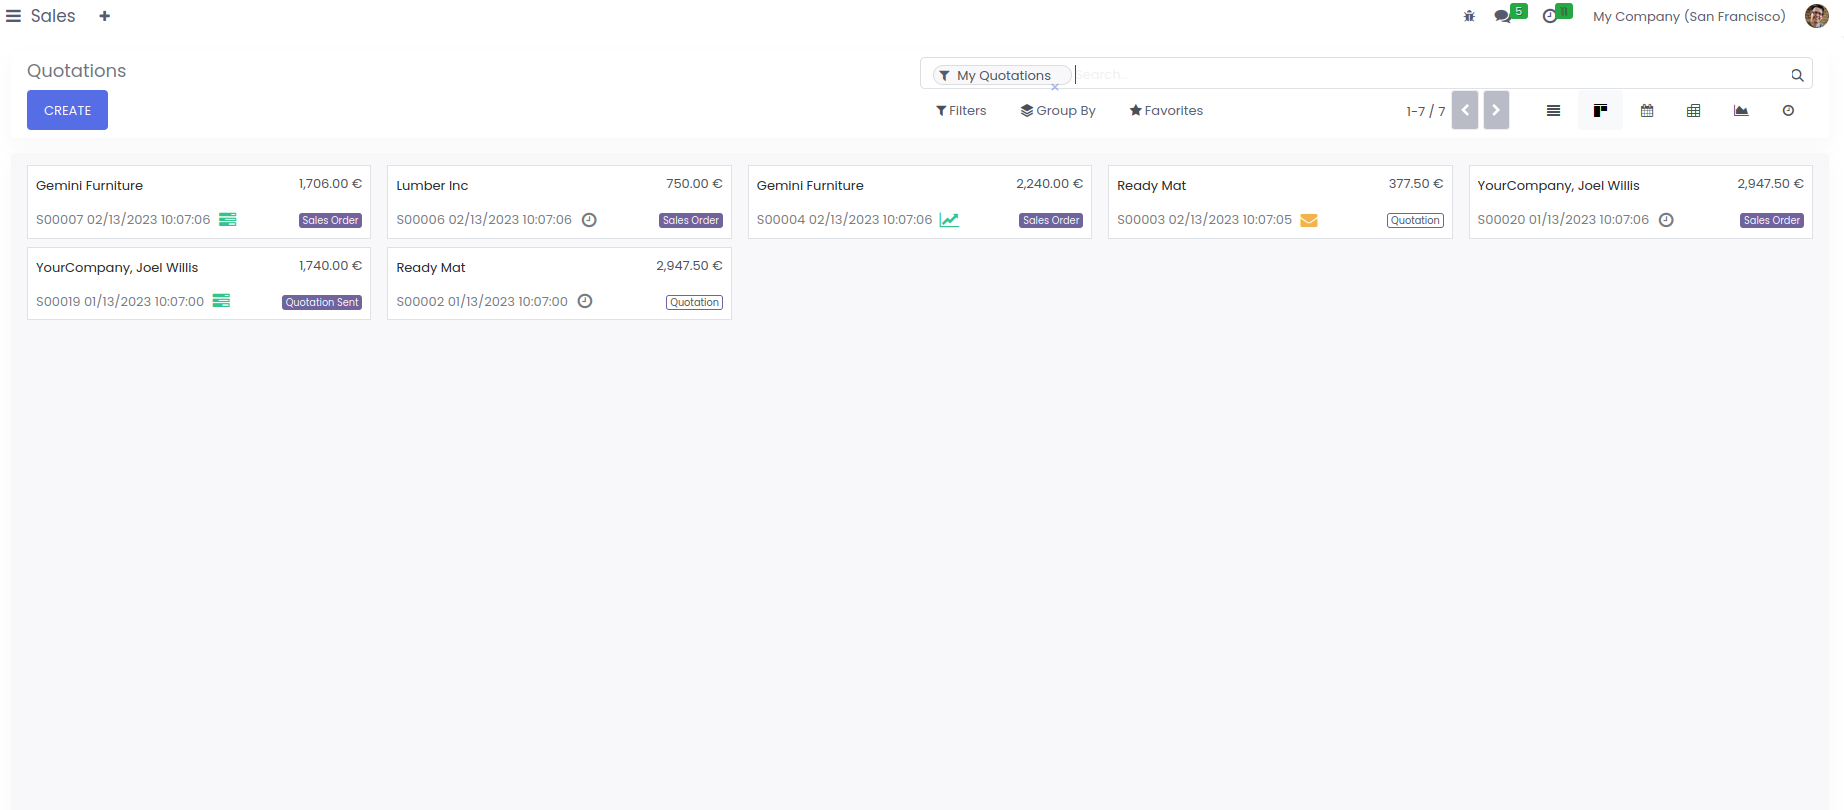 Sales +
5 11 My Company (San Francisco)
Quotations
My Quotations × Search...
CREATE
Filters Group By Favorites 1-7 / 7
Gemini Furniture 1,706.00 €
S00007 02/13/2023 10:07:06 Sales Order
Lumber Inc 750.00 €
S00006 02/13/2023 10:07:06 Sales Order
Gemini Furniture 2,240.00 €
S00004 02/13/2023 10:07:06 Sales Order
Ready Mat 377.50 €
S00003 02/13/2023 10:07:05 Quotation
YourCompany, Joel Willis 2,947.50 €
S00020 01/13/2023 10:07:06 Sales Order
YourCompany, Joel Willis 1,740.00 €
S00019 01/13/2023 10:07:00 Quotation Sent
Ready Mat 2,947.50 €
S00002 01/13/2023 10:07:00 Quotation